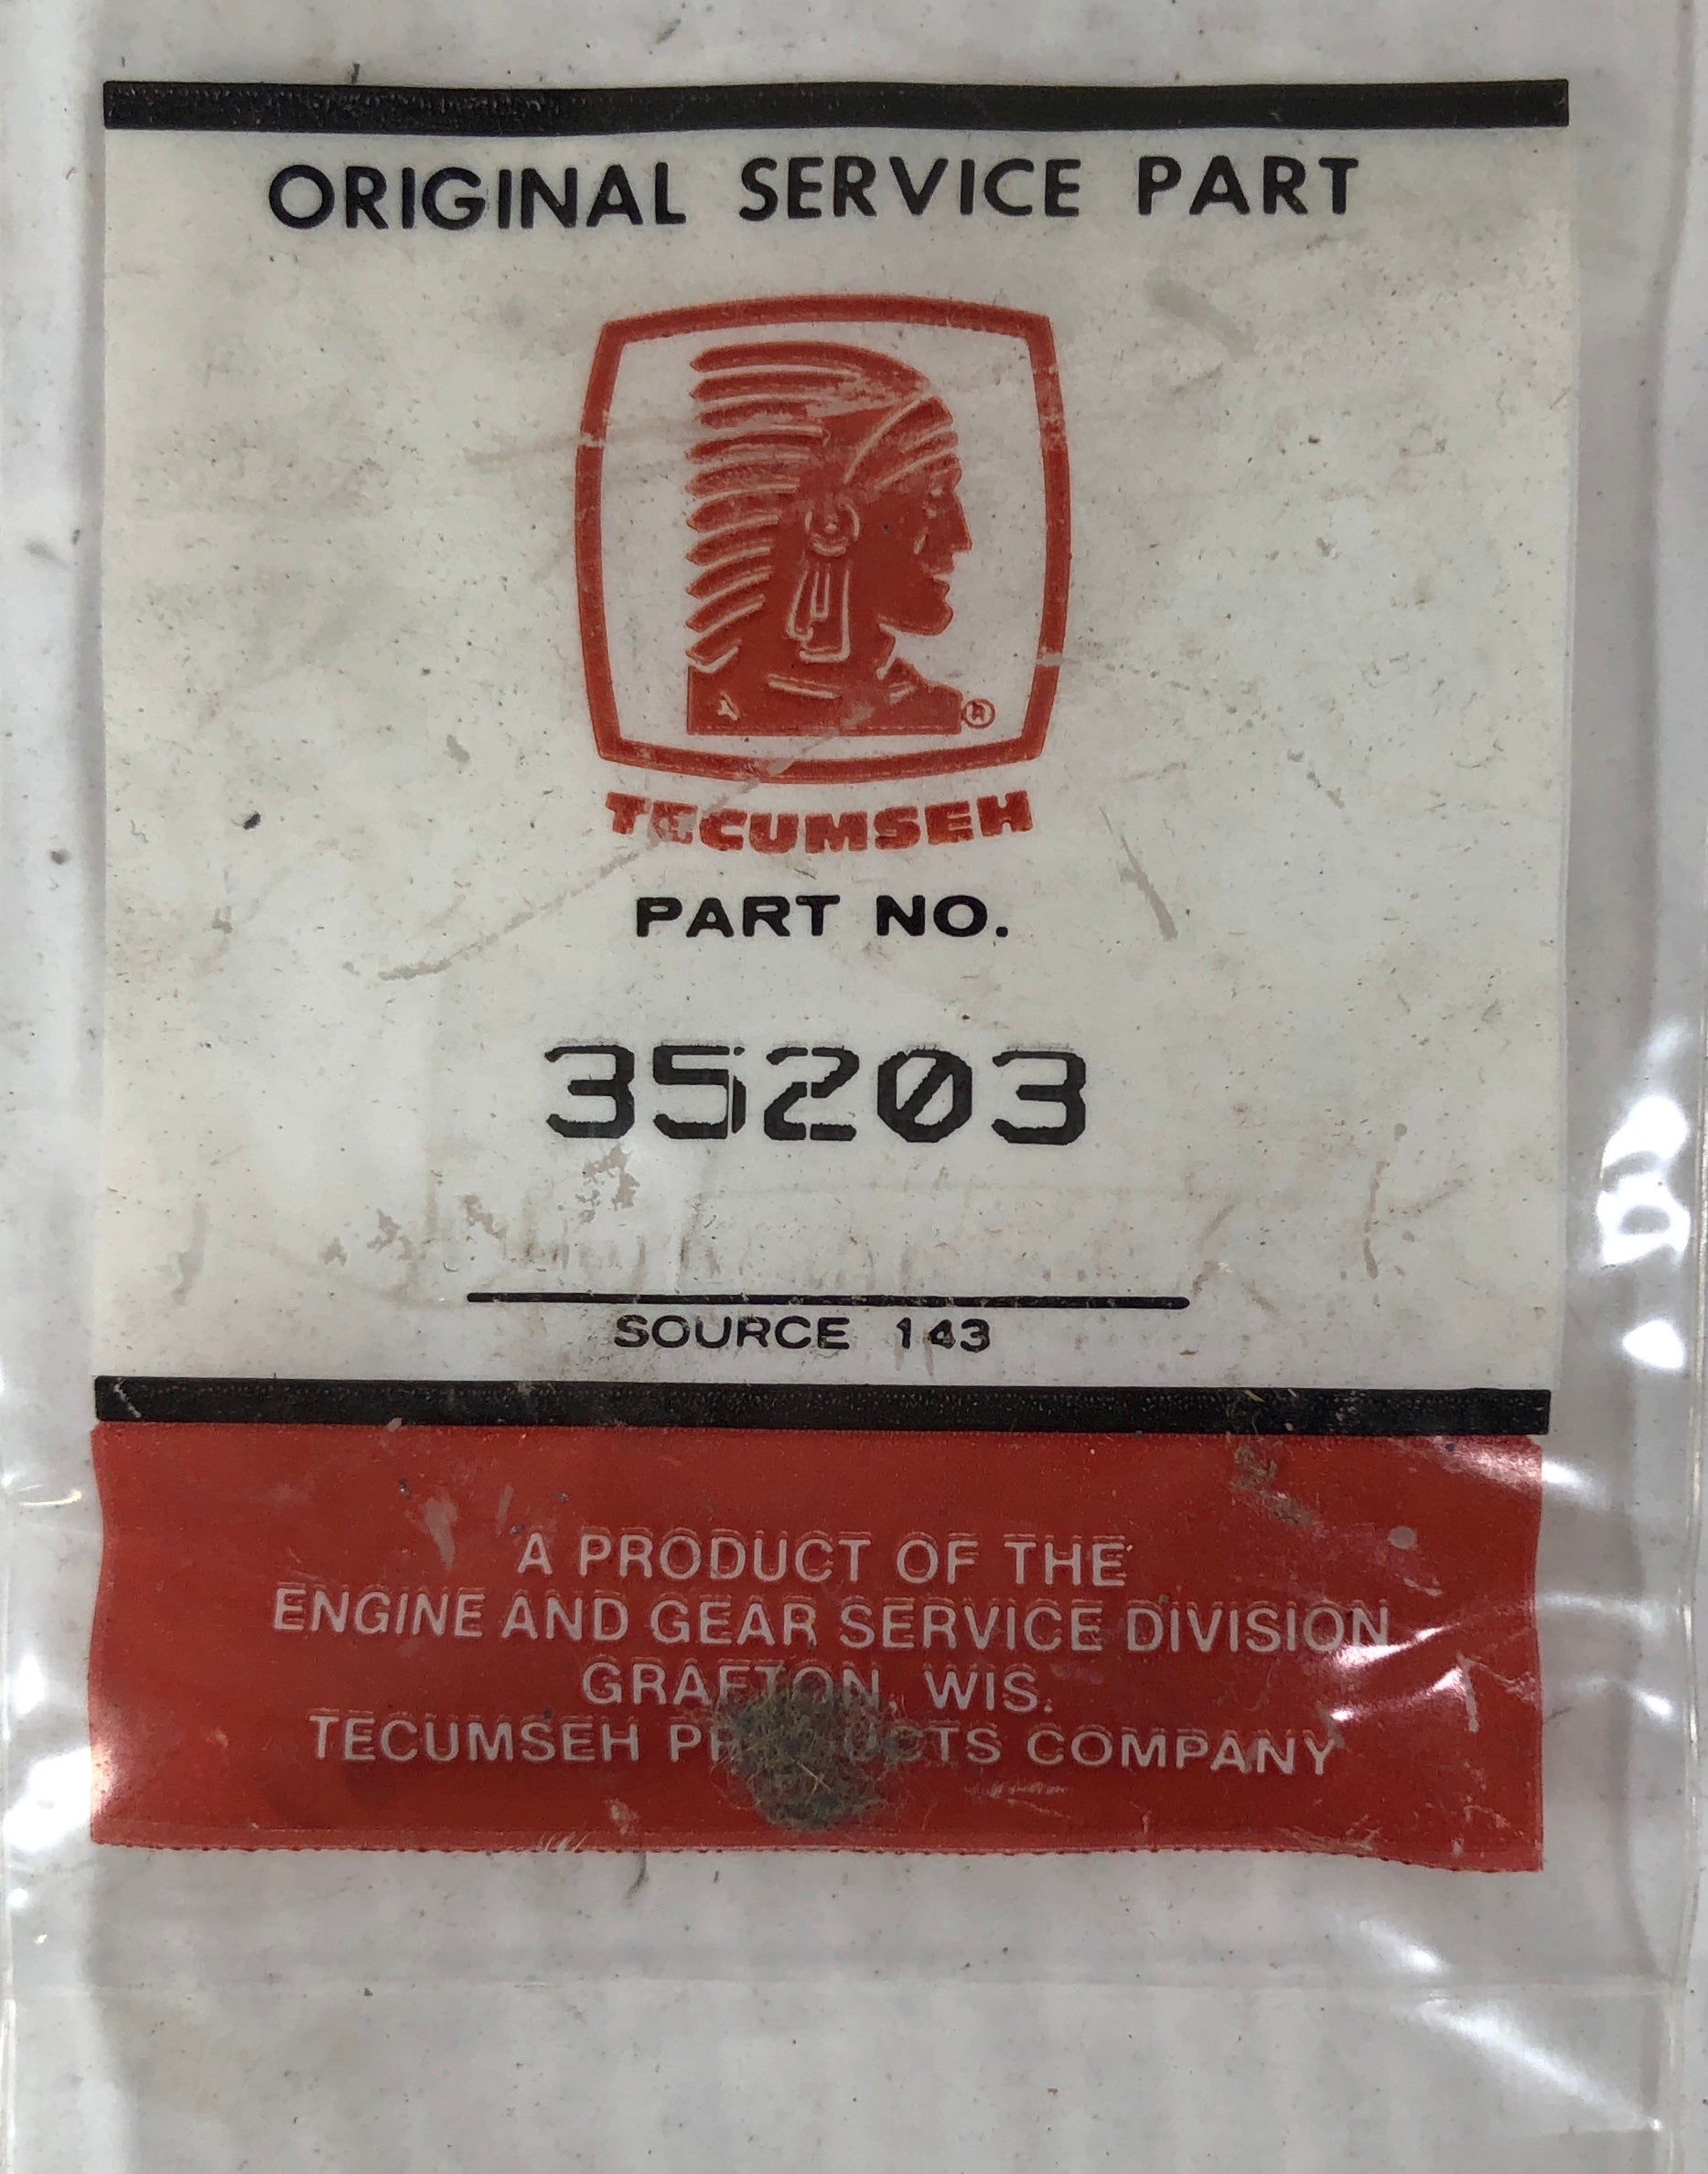 ORIGINAL SERVICE PART
®
TECUMSEH
PART NO.
35203
SOURCE 143
A PRODUCT OF THE
ENGINE AND GEAR SERVICE DIVISION
GRAFTON, WIS.
TECUMSEH PRODUCTS COMPANY